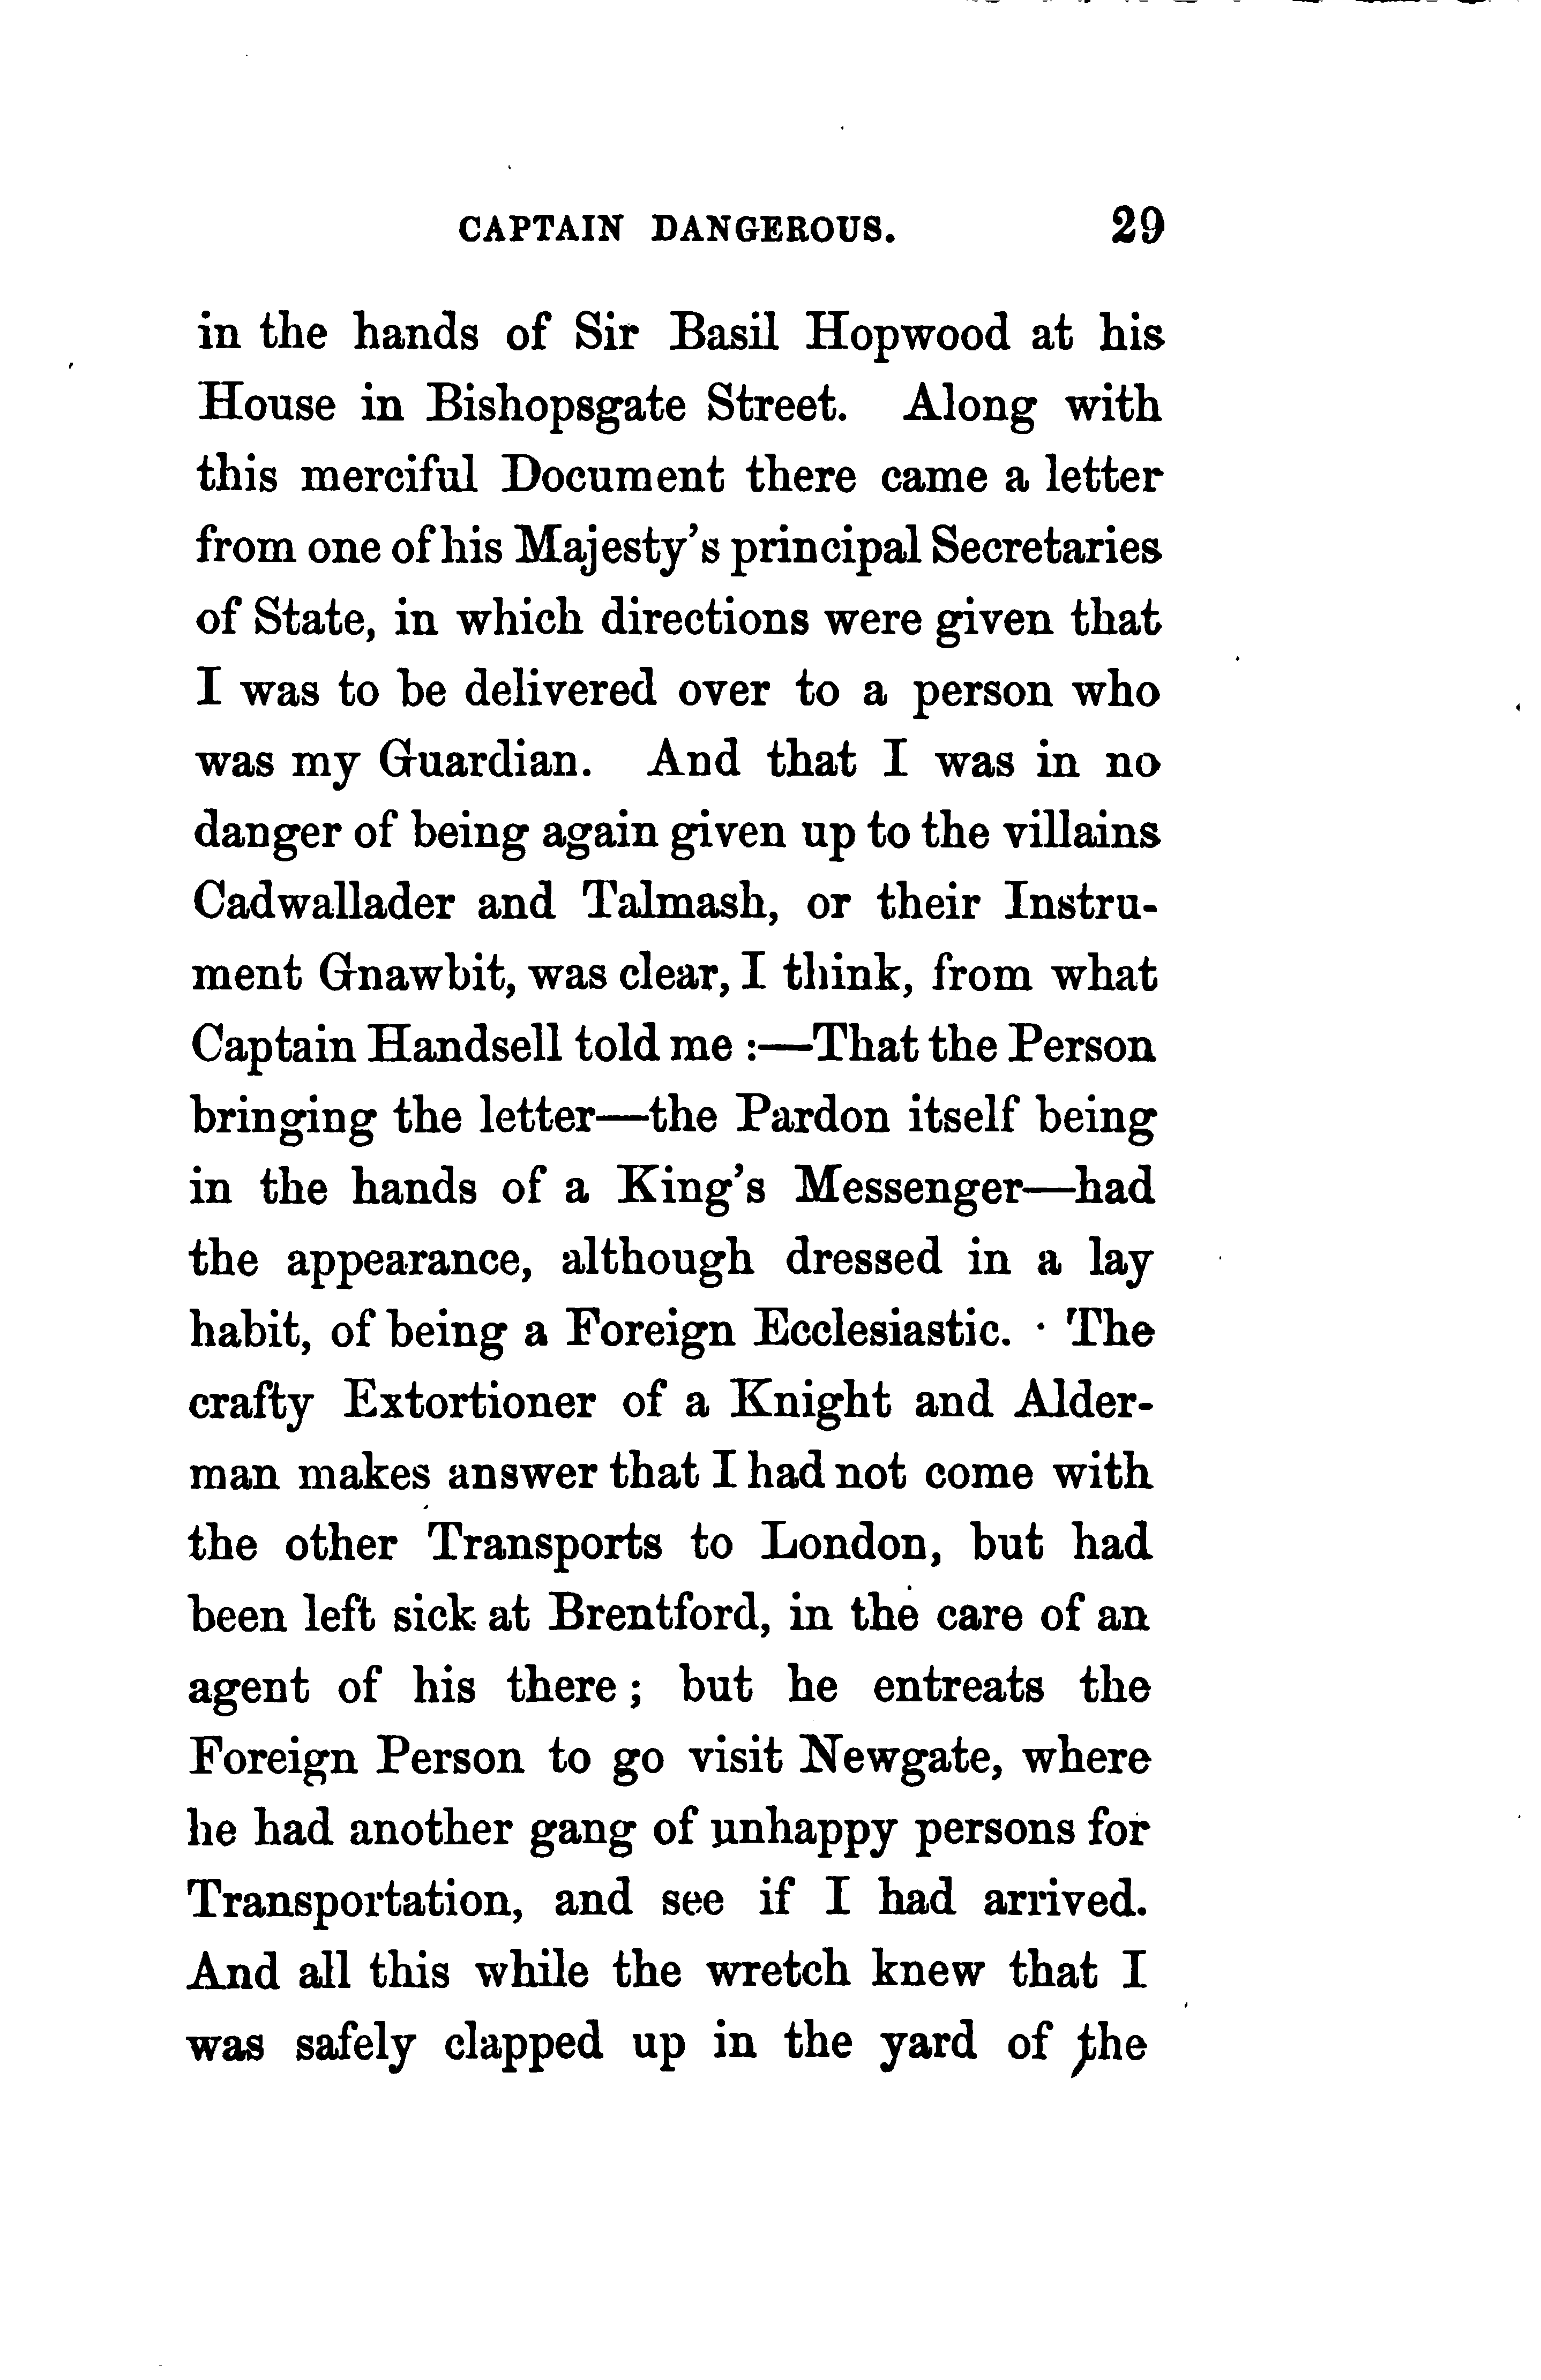 CAPTAIN DANGEROUS. 29
in the hands of Sir Basil Hopwood at his
House in Bishopsgate Street. Along with
this merciful Document there came a letter
from one of his Majesty's principal Secretaries
of State, in which directions were given that
I was to be delivered over to a person who
was my Guardian. And that I was in no
danger of being again given up to the villains
Cadwallader and Talmash, or their Instru-
ment Gnawbit, was clear, I think, from what
Captain Handsell told me :—That the Person
bringing the letter—the Pardon itself being
in the hands of a King's Messenger—had
the appearance, although dressed in a lay
habit, of being a Foreign Ecclesiastic. The
crafty Extortioner of a Knight and Alder-
man makes answer that I had not come with
the other Transports to London, but had
been left sick at Brentford, in the care of an
agent of his there ; but he entreats the
Foreign Person to go visit Newgate, where
he had another gang of unhappy persons for
Transportation, and see if I had arrived.
And all this while the wretch knew that I
was safely clapped up in the yard of the